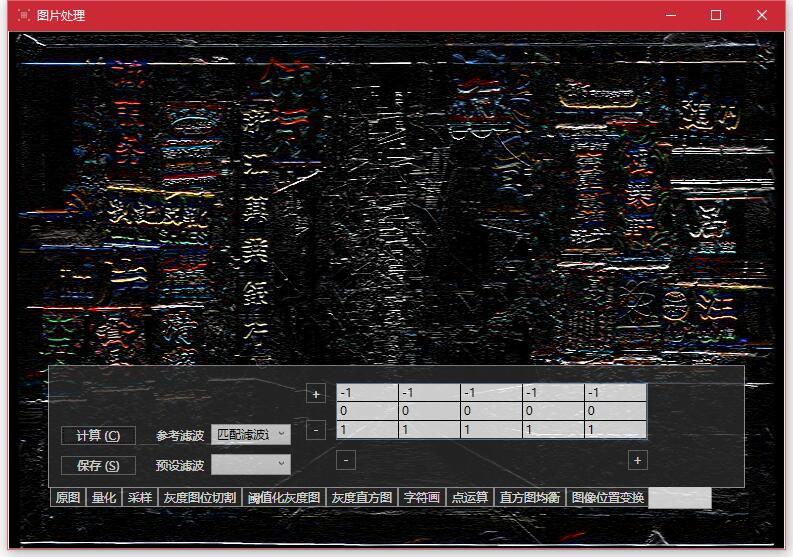 图片处理
+
-1 -1 -1 -1 -1
0 0 0 0 0
1 1 1 1 1
-
- +
计算 (C) 参考滤波 匹配滤波
保存 (S) 预设滤波
原图 量化 采样 灰度图位切割 阈值化灰度图 灰度直方图 字符画 点运算 直方图均衡 图像位置变换